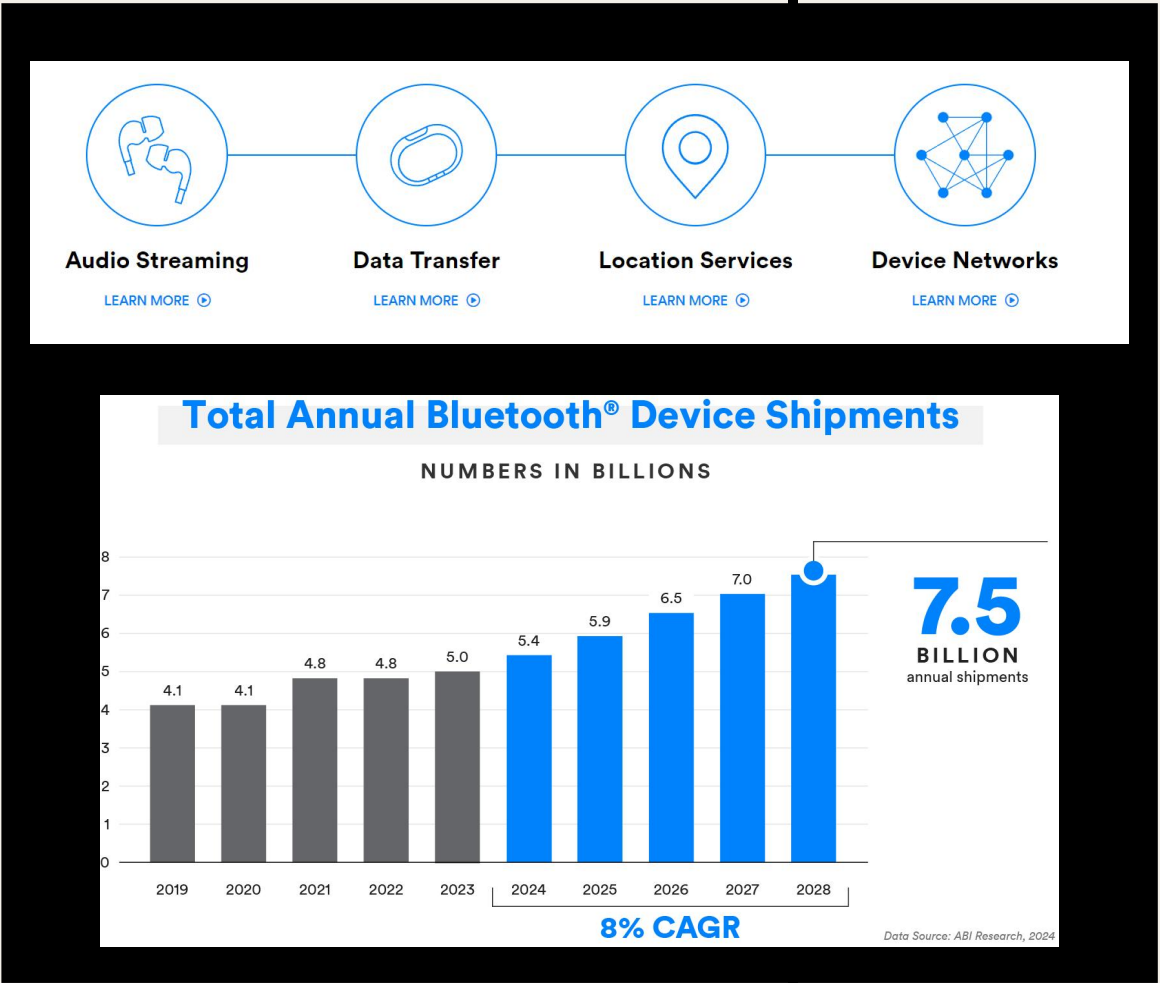 Audio Streaming
Data Transfer
Location Services
Device Networks
LEARN MORE
LEARN MORE
LEARN MORE
LEARN MORE
Total Annual Bluetooth® Device Shipments
NUMBERS IN BILLIONS
8
7
6
5
4
3
2
1
0
4.1
4.1
4.8
4.8
5.0
5.4
5.9
6.5
7.0
7.5
BILLION
annual shipments
2019
2020
2021
2022
2023
2024
2025
2026
2027
2028
8% CAGR
Data Source: ABI Research, 2024